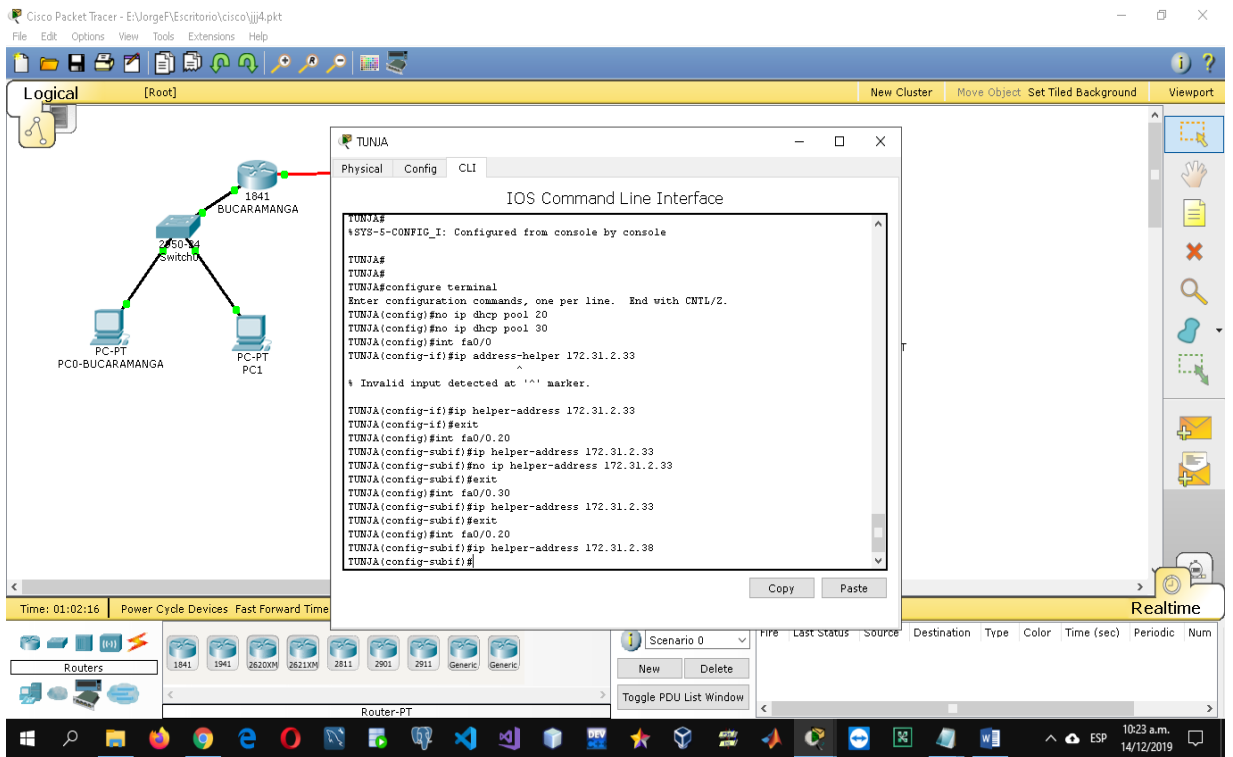 Cisco Packet Tracer - E:\JorgeF\Escritorio\cisco\jjj4.pkt
File Edit Options View Tools Extensions Help
Logical [Root] New Cluster Move Object Set Tiled Background Viewport
TUNJA
Physical Config CLI
IOS Command Line Interface
TUNJA#
%SYS-5-CONFIG_I: Configured from console by console
TUNJA#
TUNJA#
TUNJA#configure terminal
Enter configuration commands, one per line. End with CNTL/Z.
TUNJA(config)#no ip dhcp pool 20
TUNJA(config)#no ip dhcp pool 30
TUNJA(config)#int fa0/0
TUNJA(config-if)#ip address-helper 172.31.2.33
^
% Invalid input detected at '^' marker.
TUNJA(config-if)#ip helper-address 172.31.2.33
TUNJA(config-if)#exit
TUNJA(config)#int fa0/0.20
TUNJA(config-subif)#ip helper-address 172.31.2.33
TUNJA(config-subif)#no ip helper-address 172.31.2.33
TUNJA(config-subif)#exit
TUNJA(config)#int fa0/0.30
TUNJA(config-subif)#ip helper-address 172.31.2.33
TUNJA(config-subif)#exit
TUNJA(config)#int fa0/0.20
TUNJA(config-subif)#ip helper-address 172.31.2.38
TUNJA(config-subif)#
Copy Paste
1841
BUCARAMANGA
2950-24
Switch0
PC-PT
PC0-BUCARAMANGA
PC-PT
PC1
T
Time: 01:02:16 Power Cycle Devices Fast Forward Time
Realtime
Routers
1841 1941 2620XM 2621XM 2811 2901 2911 Generic Generic
Router-PT
Scenario 0
New Delete
Toggle PDU List Window
Fire Last Status Source Destination Type Color Time (sec) Periodic Num
DEV
ESP
10:23 a.m.
14/12/2019